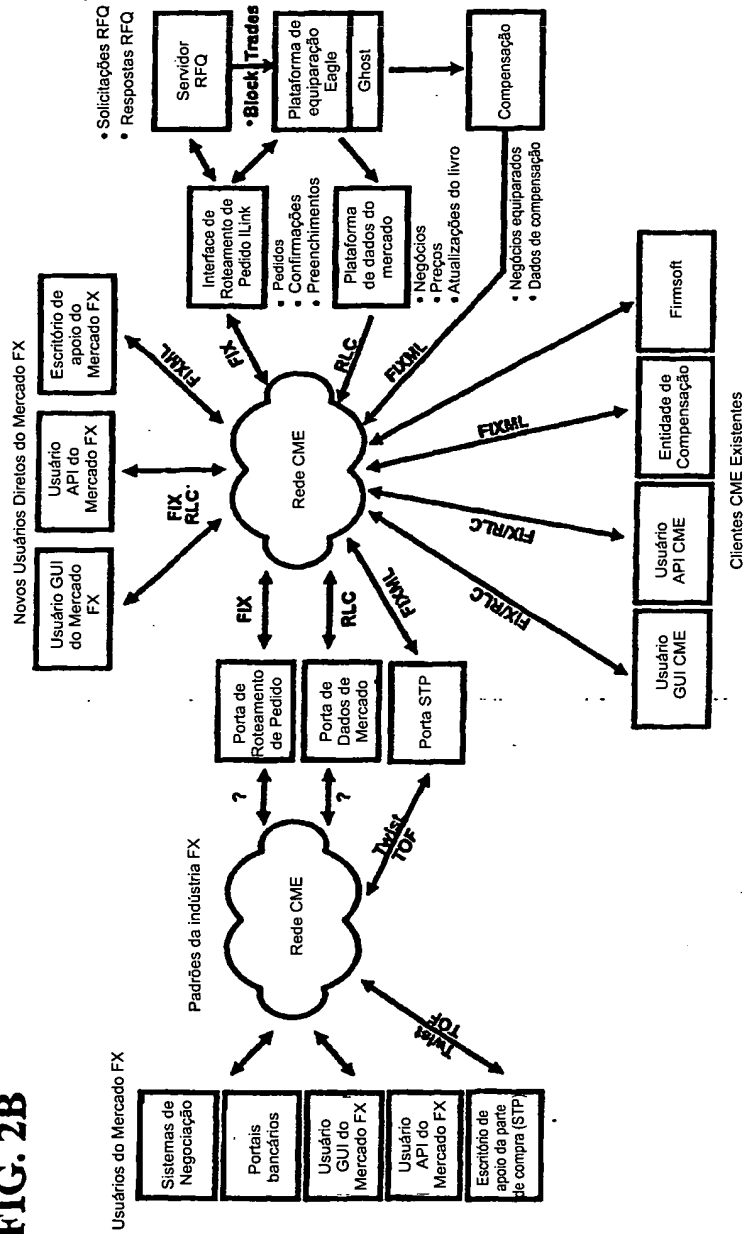 FIG. 2B
Usuários do Mercado FX
Sistemas de
Negociação
Portais
bancários
Usuário
GUI do
Mercado FX
Usuário
API do
Mercado FX
Escritório de
apoio da parte
de compra (STP)
Twist
TOF
Padrões da indústria FX
Rede CME
?
?
Twist
TOF
Porta de
Roteamento
de Pedido
Porta de
Dados de
Mercado
Porta STP
FIX
RLC
FIXML
Novos Usuários Diretos do Mercado FX
Usuário GUI
do Mercado
FX
Usuário
API do
Mercado FX
Escritório de
apoio do
Mercado FX
FIX
RLC
FIXML
Rede CME
FIX
RLC
FIXML
Interface de
Roteamento de
Pedido ILink
• Pedidos
• Confirmações
• Preenchimentos
Plataforma
de dados do
mercado
• Negócios
• Preços
• Atualizações do livro
• Solicitações RFQ
• Respostas RFQ
Servidor
RFQ
• Block Trades
Plataforma de
equiparação
Eagle
Ghost
Compensação
• Negócios equiparados
• Dados de compensação
FIX/RLC
FIX/RLC
FIXML
Usuário
GUI CME
Usuário
API CME
Entidade de
Compensação
Firmsoft
Clientes CME Existentes